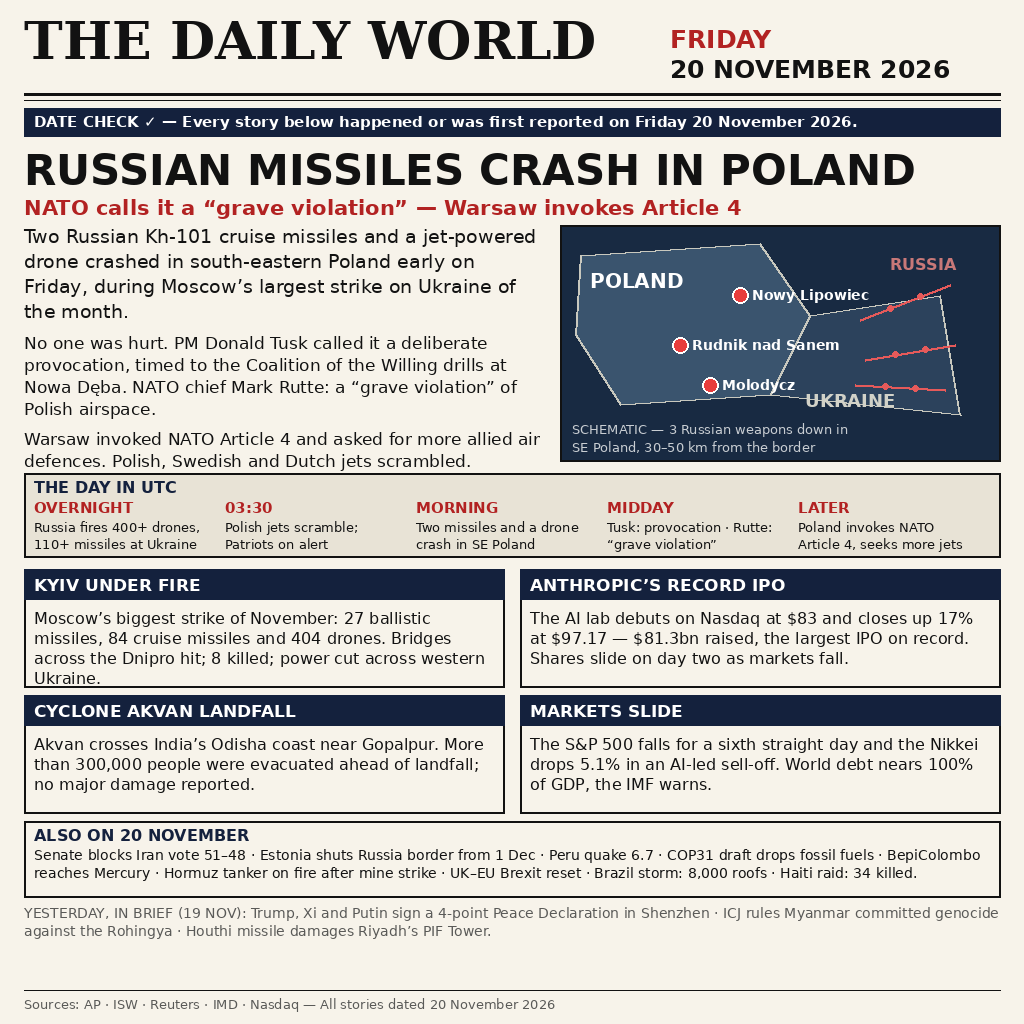 THE DAILY WORLD
FRIDAY
20 NOVEMBER 2026
DATE CHECK ✓ — Every story below happened or was first reported on Friday 20 November 2026.
RUSSIAN MISSILES CRASH IN POLAND
NATO calls it a “grave violation” — Warsaw invokes Article 4
Two Russian Kh-101 cruise missiles and a jet-powered
drone crashed in south-eastern Poland early on
Friday, during Moscow’s largest strike on Ukraine of
the month.
No one was hurt. PM Donald Tusk called it a deliberate
provocation, timed to the Coalition of the Willing drills at
Nowa Dęba. NATO chief Mark Rutte: a “grave violation” of
Polish airspace.
Warsaw invoked NATO Article 4 and asked for more allied air
defences. Polish, Swedish and Dutch jets scrambled.
RUSSIA
POLAND
Nowy Lipowiec
Rudnik nad Sanem
Molodycz
UKRAINE
SCHEMATIC — 3 Russian weapons down in
SE Poland, 30–50 km from the border
THE DAY IN UTC
OVERNIGHT
Russia fires 400+ drones,
110+ missiles at Ukraine
03:30
Polish jets scramble;
Patriots on alert
MORNING
Two missiles and a drone
crash in SE Poland
MIDDAY
Tusk: provocation · Rutte:
“grave violation”
LATER
Poland invokes NATO
Article 4, seeks more jets
KYIV UNDER FIRE
Moscow’s biggest strike of November: 27 ballistic
missiles, 84 cruise missiles and 404 drones. Bridges
across the Dnipro hit; 8 killed; power cut across western
Ukraine.
ANTHROPIC’S RECORD IPO
The AI lab debuts on Nasdaq at $83 and closes up 17%
at $97.17 — $81.3bn raised, the largest IPO on record.
Shares slide on day two as markets fall.
CYCLONE AKVAN LANDFALL
Akvan crosses India’s Odisha coast near Gopalpur. More
than 300,000 people were evacuated ahead of landfall;
no major damage reported.
MARKETS SLIDE
The S&P 500 falls for a sixth straight day and the Nikkei
drops 5.1% in an AI-led sell-off. World debt nears 100%
of GDP, the IMF warns.
ALSO ON 20 NOVEMBER
Senate blocks Iran vote 51–48 · Estonia shuts Russia border from 1 Dec · Peru quake 6.7 · COP31 draft drops fossil fuels · BepiColombo
reaches Mercury · Hormuz tanker on fire after mine strike · UK–EU Brexit reset · Brazil storm: 8,000 roofs · Haiti raid: 34 killed.
YESTERDAY, IN BRIEF (19 NOV): Trump, Xi and Putin sign a 4-point Peace Declaration in Shenzhen · ICJ rules Myanmar committed genocide
against the Rohingya · Houthi missile damages Riyadh’s PIF Tower.
Sources: AP · ISW · Reuters · IMD · Nasdaq — All stories dated 20 November 2026